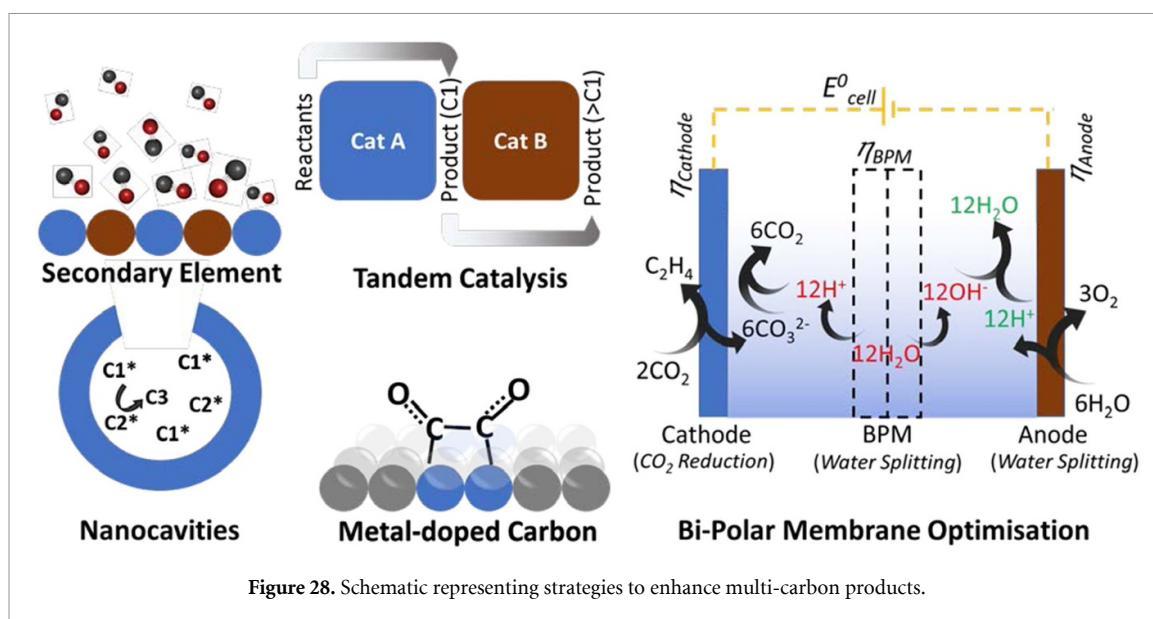 Secondary Element
Reactants
Cat A
Product (C1)
Cat B
Product (>C1)
Tandem Catalysis
C1*
C1*
C3
C2*
C2*
C1*
Nanocavities
O
O
C
C
Metal-doped Carbon
E⁰cell
ηCathode
ηBPM
ηAnode
12H₂O
6CO₂
C₂H₄
12H⁺
12OH⁻
3O₂
6CO₃²⁻
12H⁺
12H₂O
2CO₂
6H₂O
Cathode
(CO₂ Reduction)
BPM
(Water Splitting)
Anode
(Water Splitting)
Bi-Polar Membrane Optimisation
Figure 28. Schematic representing strategies to enhance multi-carbon products.